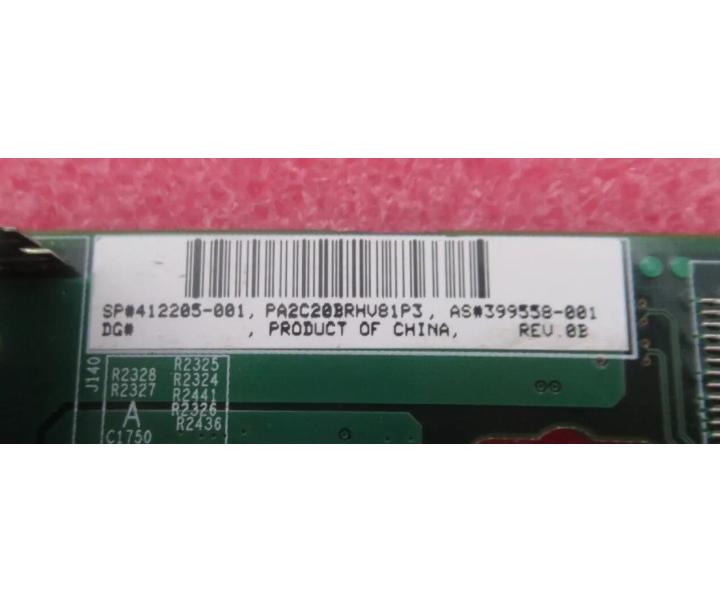 SP#412205-001, PA2C20BRHV81P3, AS#399558-001
DG# , PRODUCT OF CHINA, REV.0B
J140
R2325
R2328 R2324
R2327 R2441
A R2326
C1750 R2436